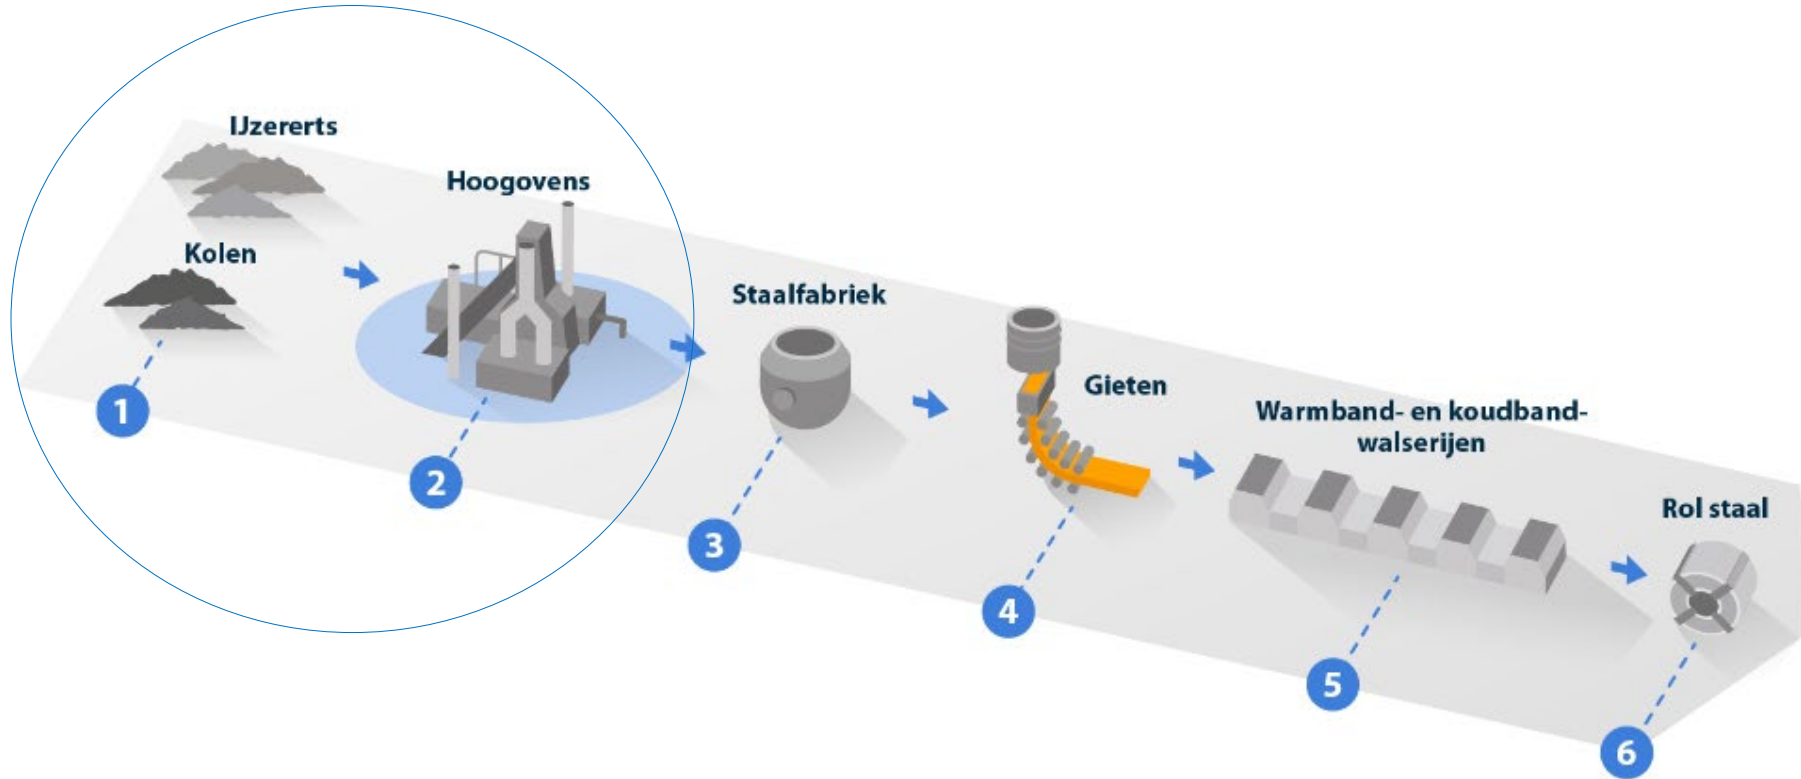 IJzererts
Kolen
1
Hoogovens
2
Staalfabriek
3
Gieten
4
Warmband- en koudband-
walserijen
5
Rol staal
6